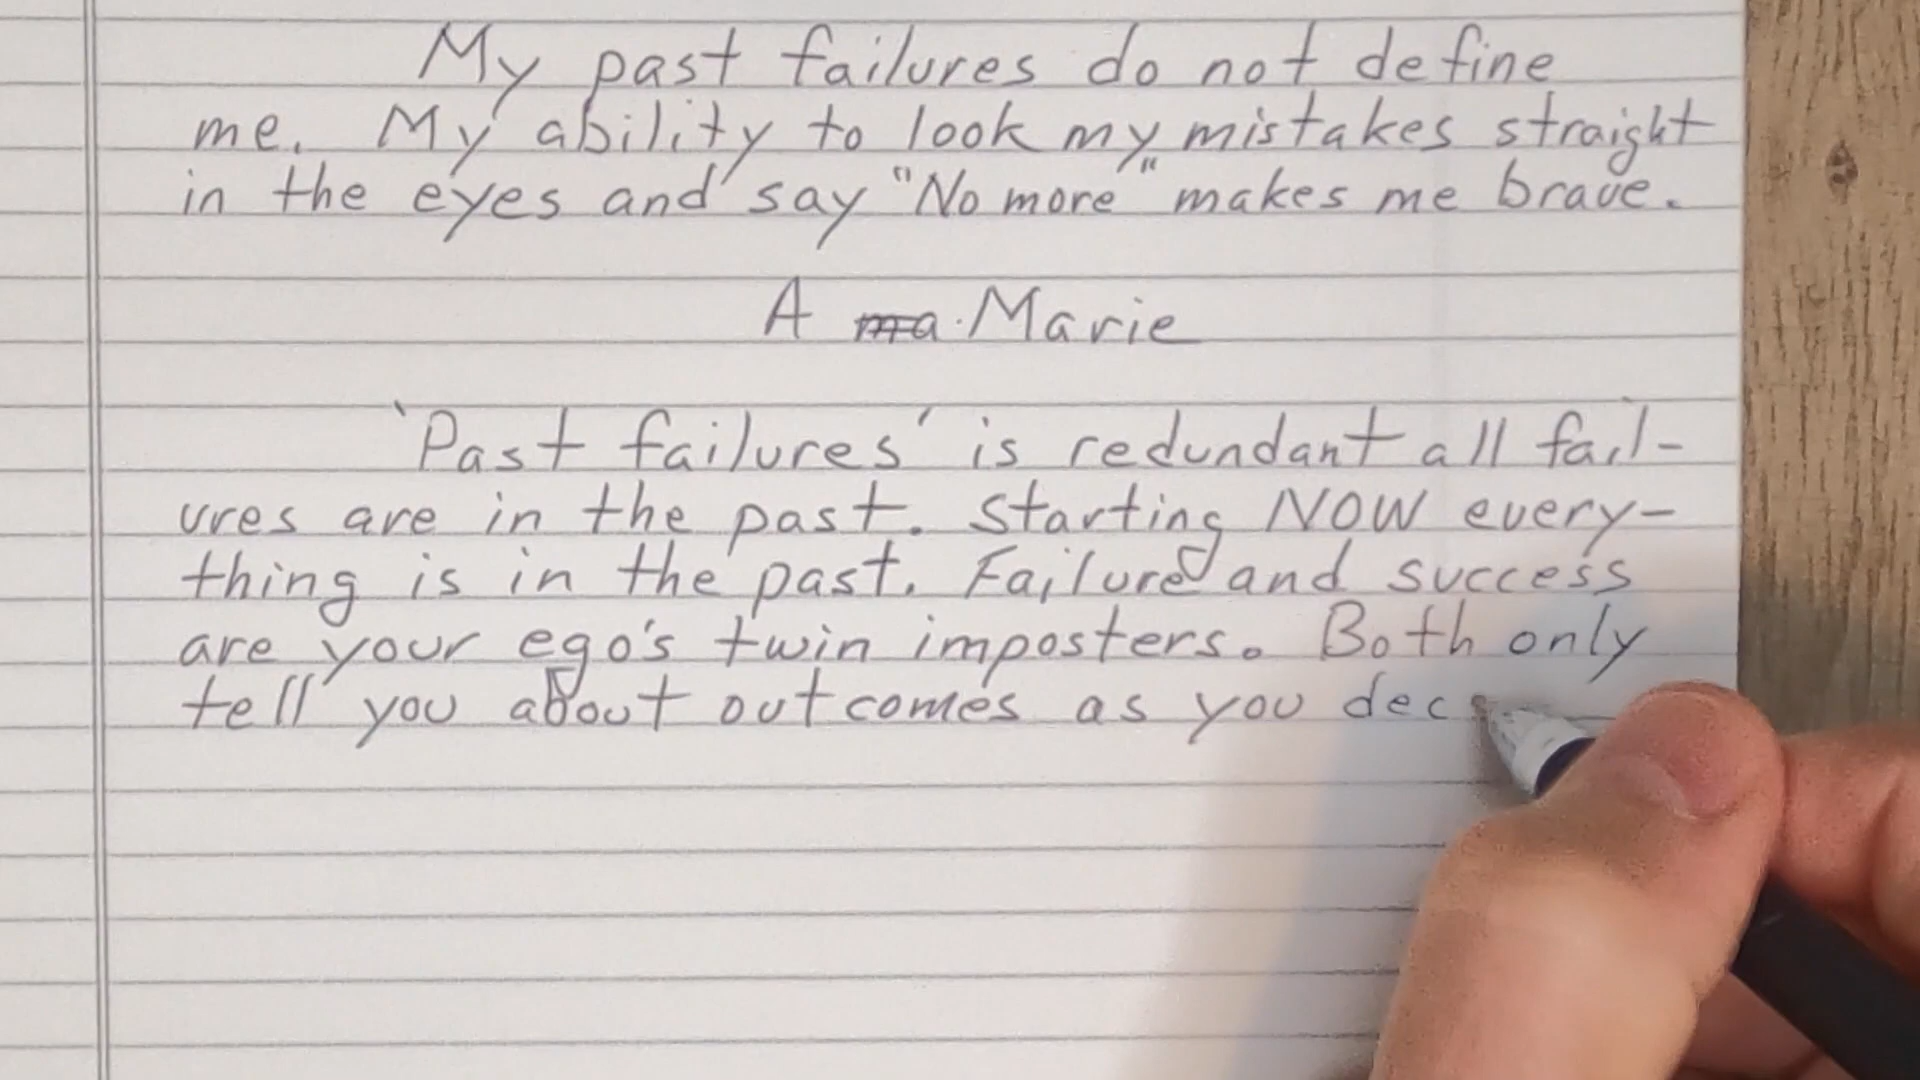 My past failures do not define
me. My ability to look my mistakes straight
in the eyes and say "No more" makes me brave.
A ma. Marie
'Past failures' is redundant all fail-
ures are in the past. Starting NOW every-
thing is in the past. Failure and success
are your ego's twin imposters. Both only
tell you about outcomes as you dec